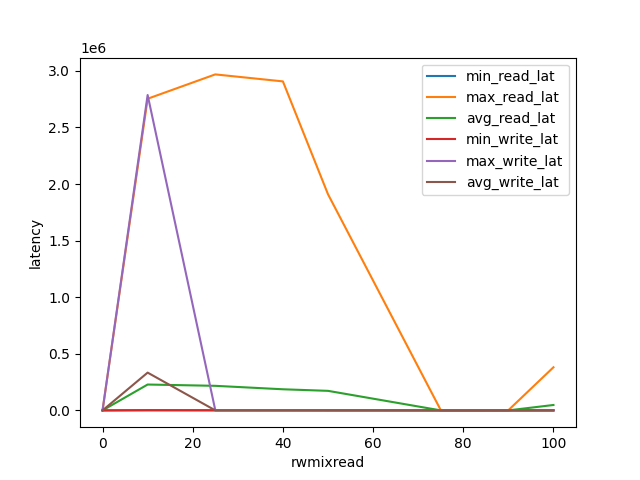 1e6
3.0
2.5
2.0
1.5
1.0
0.5
0.0
latency
min_read_lat
max_read_lat
avg_read_lat
min_write_lat
max_write_lat
avg_write_lat
0 20 40 60 80 100
rwmixread